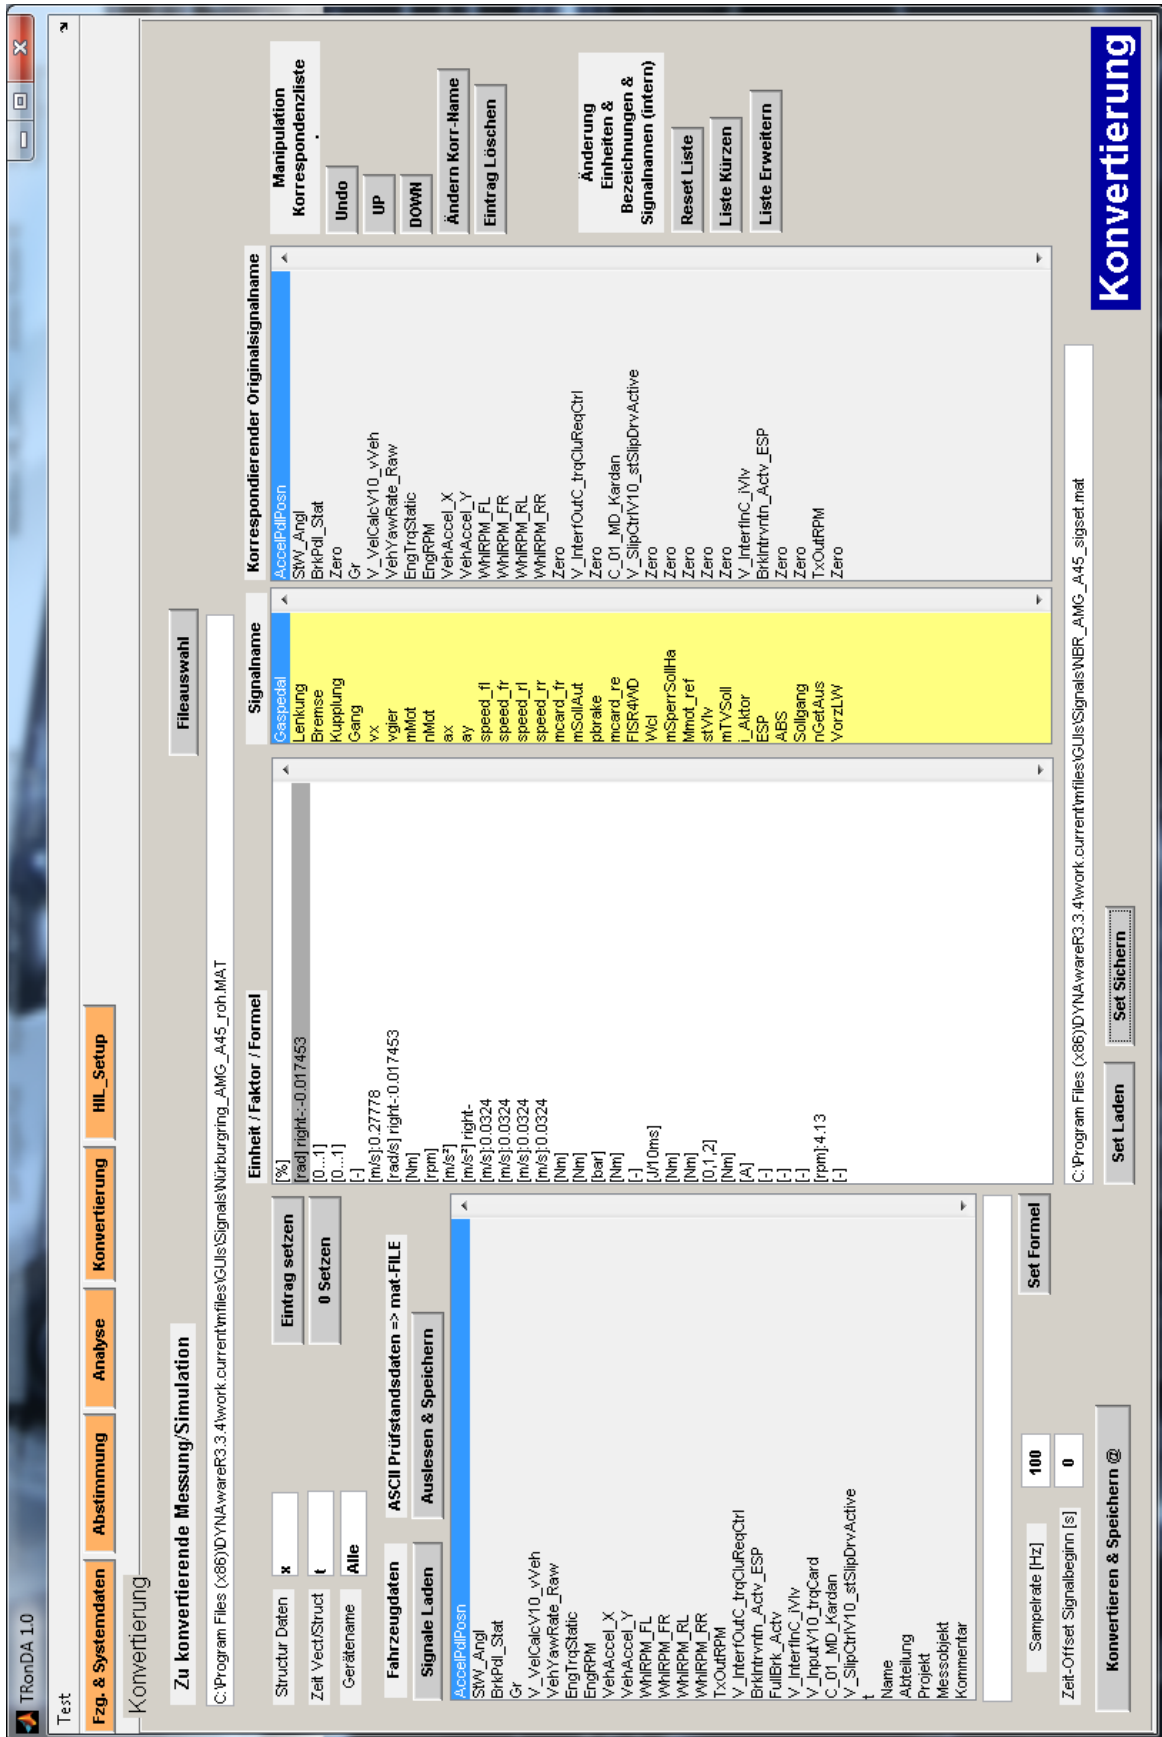 TRonDA 1.0
Test
Fzg. & Systemdaten
Abstimmung
Analyse
Konvertierung
HIL_Setup
Konvertierung
Zu konvertierende Messung/Simulation
Fileauswahl
C:\Program Files (x86)\DYNAwareR3.3.4\work.current\mfiles\GUIs\Signals\Nürburgring_AMG_A45_roh.MAT
Structur Daten
x
Zeit Vect/Struct
t
Gerätename
Alle
Eintrag setzen
0 Setzen
Fahrzeugdaten
ASCII Prüfstandsdaten => mat-FILE
Signale Laden
Auslesen & Speichern
AccelPdlPosn
StW_Angl
BrkPdl_Stat
Gr
V_VelCalcV10_vVeh
VehYawRate_Raw
EngTrqStatic
EngRPM
VehAccel_X
VehAccel_Y
WhlRPM_FL
WhlRPM_FR
WhlRPM_RL
WhlRPM_RR
TxOutRPM
V_InterfOutC_trqCluReqCtrl
BrkIntrvntn_Actv_ESP
FullBrk_Actv
V_InterfInC_iVlv
V_InputV10_trqCard
C_01_MD_Kardan
V_SlipCtrlV10_stSlipDrvActive
t
Name
Abteilung
Projekt
Messobjekt
Kommentar
Sampelrate [Hz]
100
Set Formel
Zeit-Offset Signalbeginn [s]
0
Konvertieren & Speichern @
Einheit / Faktor / Formel
[%]
[rad] right-:-0.017453
[0...1]
[0...1]
[-]
[m/s]:0.27778
[rad/s] right-:0.017453
[Nm]
[rpm]
[m/s²]
[m/s²] right-
[m/s]:0.0324
[m/s]:0.0324
[m/s]:0.0324
[m/s]:0.0324
[Nm]
[Nm]
[bar]
[Nm]
[-]
[J/10ms]
[Nm]
[Nm]
[0,1,2]
[Nm]
[A]
[-]
[-]
[-]
[rpm]:4.13
[-]
Signalname
Gaspedal
Lenkung
Bremse
Kupplung
Gang
vx
vgier
mMot
nMot
ax
ay
speed_fl
speed_fr
speed_rl
speed_rr
mcard_fr
mSollAut
pbrake
mcard_re
FISR4WD
Wcl
mSperrSollHa
Mmot_ref
stVlv
mTVSoll
i_Aktor
ESP
ABS
Sollgang
nGetAus
VorzLW
Korrespondierender Originalsignalname
AccelPdlPosn
StW_Angl
BrkPdl_Stat
Zero
Gr
V_VelCalcV10_vVeh
VehYawRate_Raw
EngTrqStatic
EngRPM
VehAccel_X
VehAccel_Y
WhlRPM_FL
WhlRPM_FR
WhlRPM_RL
WhlRPM_RR
Zero
V_InterfOutC_trqCluReqCtrl
Zero
C_01_MD_Kardan
V_SlipCtrlV10_stSlipDrvActive
Zero
Zero
Zero
Zero
Zero
V_InterfInC_iVlv
BrkIntrvntn_Actv_ESP
Zero
Zero
TxOutRPM
Zero
Manipulation
Korrespondenzliste
.
Undo
UP
DOWN
Ändern Korr-Name
Eintrag Löschen
Änderung
Einheiten &
Bezeichnungen &
Signalnamen (intern)
Reset Liste
Liste Kürzen
Liste Erweitern
C:\Program Files (x86)\DYNAwareR3.3.4\work.current\mfiles\GUIs\Signals\NBR_AMG_A45_sigset.mat
Set Laden
Set Sichern
Konvertierung